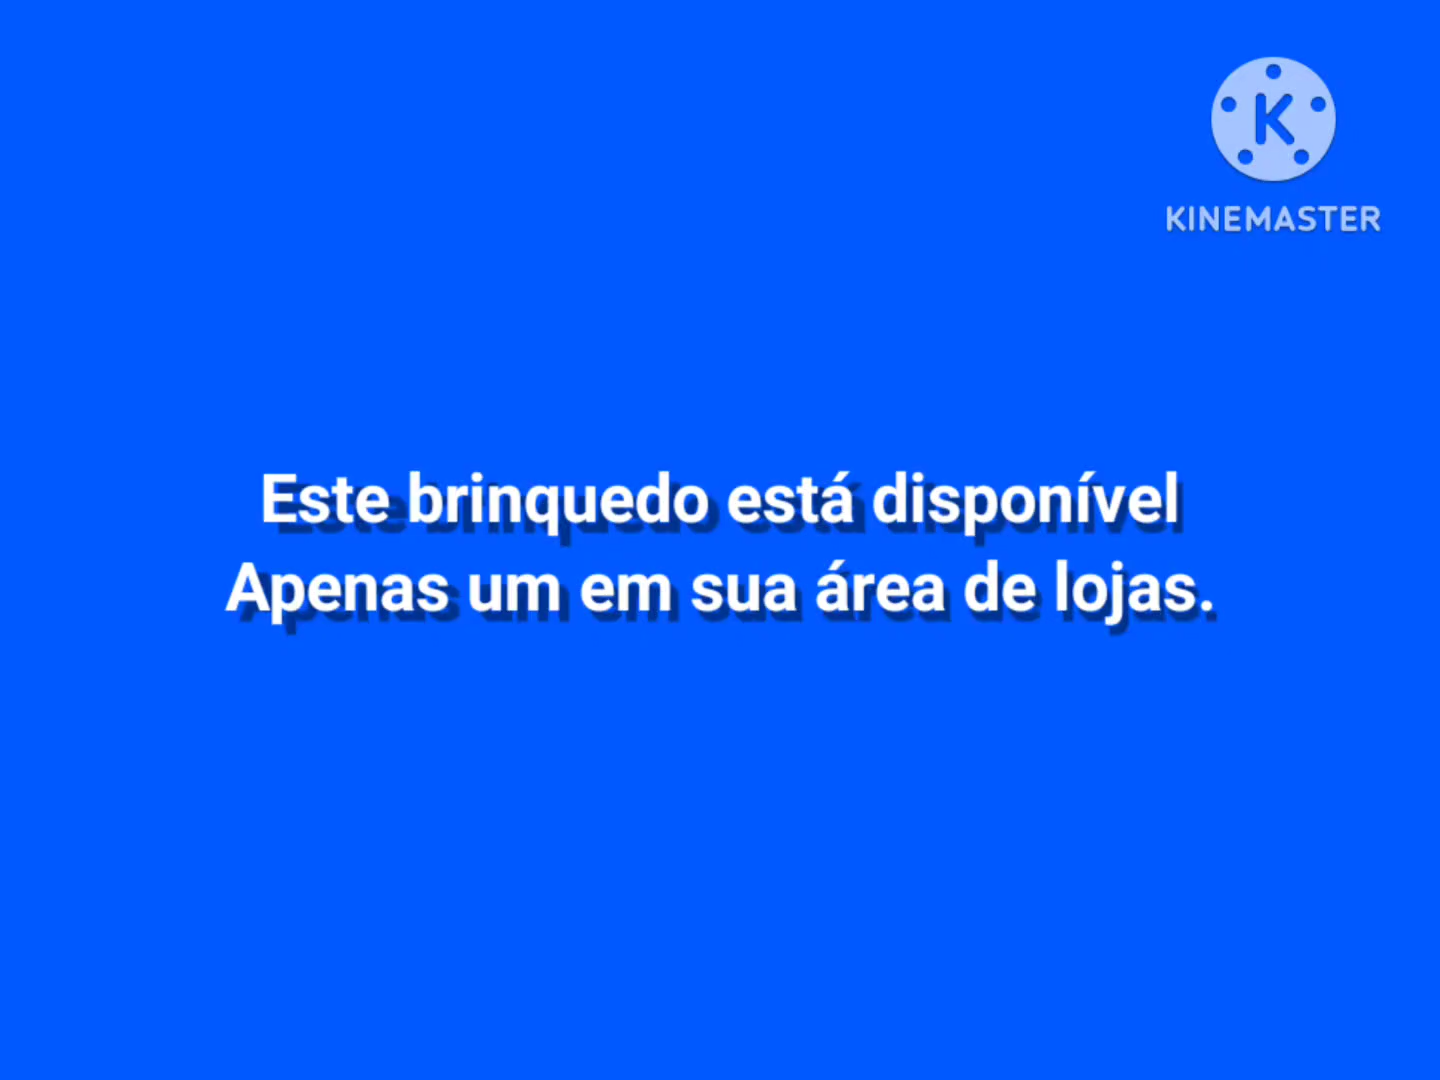 K
KINEMASTER
Este brinquedo está disponível
Apenas um em sua área de lojas.